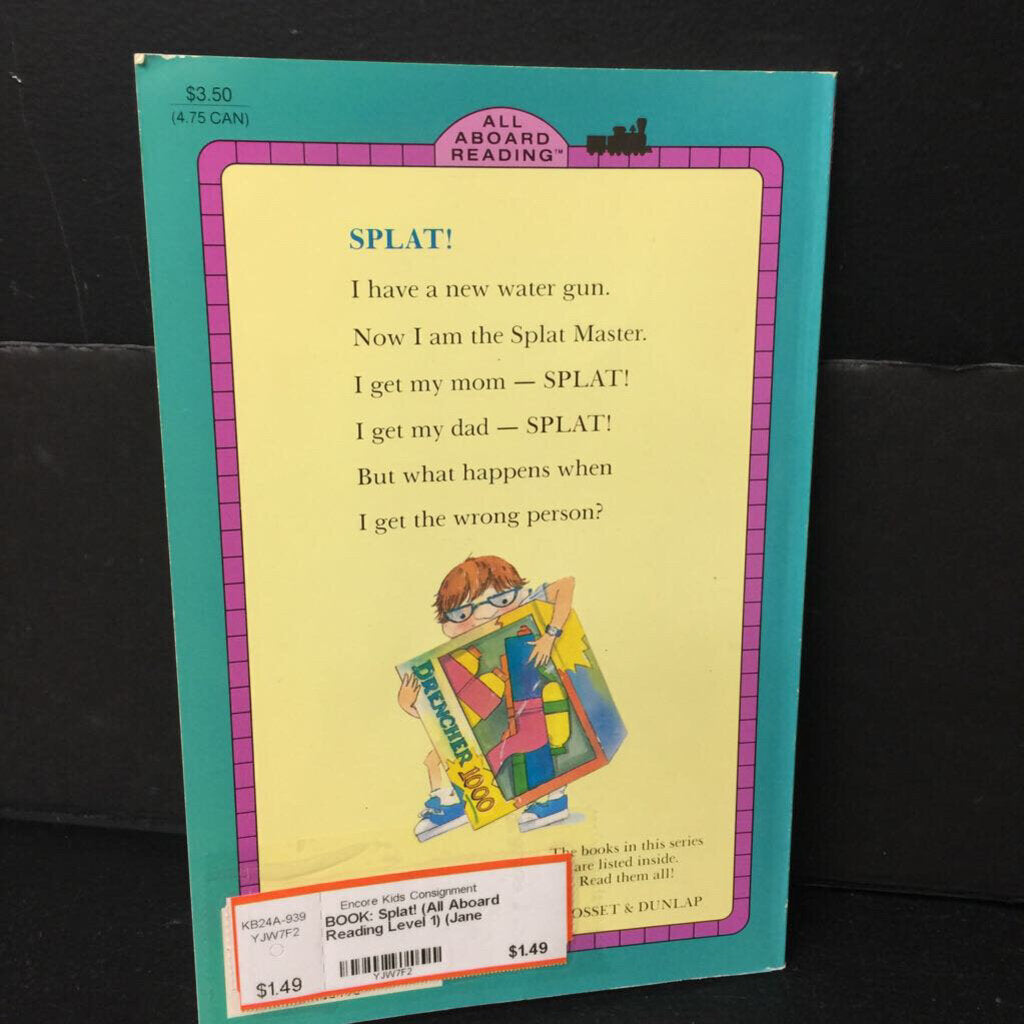 $3.50
(4.75 CAN)
ALL
ABOARD
READING™
SPLAT!
I have a new water gun.
Now I am the Splat Master.
I get my mom — SPLAT!
I get my dad — SPLAT!
But what happens when
I get the wrong person?
DRENCHER 1000
The books in this series
are listed inside.
Read them all!
OSSET & DUNLAP
KB24A-939
YJW7F2
$1.49
Encore Kids Consignment
BOOK: Splat! (All Aboard
Reading Level 1) (Jane
YJW7F2
$1.49